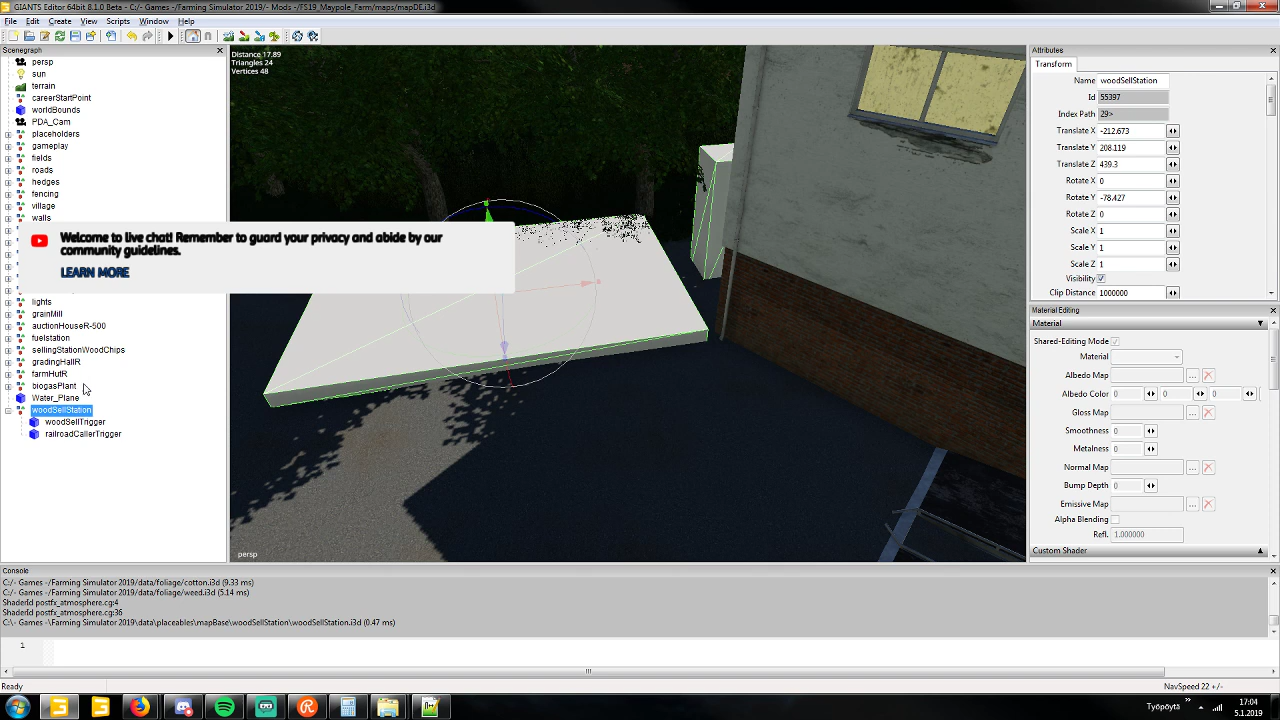 GIANTS Editor 64bit 8.1.0 Beta - C:/- Games -/Farming Simulator 2019/- Mods -/FS19_Maypole_Farm/maps/mapDE.i3d
File Edit Create View Scripts Window Help
Scenegraph
persp
sun
terrain
careerStartPoint
worldBounds
PDA_Cam
placeholders
gameplay
fields
roads
hedges
fencing
village
walls
Welcome to live chat! Remember to guard your privacy and abide by our
community guidelines.
LEARN MORE
lights
grainMill
auctionHouseR-500
fuelstation
sellingStationWoodChips
gradingHallR
farmHutR
biogasPlant
Water_Plane
woodSellStation
woodSellTrigger
railroadCallerTrigger
Distance 17.89
Triangles 24
Vertices 48
persp
Attributes
Transform
Name woodSellStation
Id 55397
Index Path 29>
Translate X -212.673
Translate Y 208.119
Translate Z 439.3
Rotate X 0
Rotate Y -78.427
Rotate Z 0
Scale X 1
Scale Y 1
Scale Z 1
Visibility
Clip Distance 1000000
Material Editing
Material
Shared-Editing Mode
Material
Albedo Map ...
Albedo Color 0 0 0
Gloss Map ...
Smoothness 0
Metalness 0
Normal Map ...
Bump Depth 0
Emissive Map ...
Alpha Blending
Refl. 1.000000
Custom Shader
Console
C:/- Games -/Farming Simulator 2019/data/foliage/cotton.i3d (9.33 ms)
C:/- Games -/Farming Simulator 2019/data/foliage/weed.i3d (5.14 ms)
ShaderId postfx_atmosphere.cg:4
ShaderId postfx_atmosphere.cg:36
C:\- Games -\Farming Simulator 2019\data\placeables\mapBase\woodSellStation\woodSellStation.i3d (0.47 ms)
1
Ready
NavSpeed 22 +/-
Työpöytä
17:04
5.1.2019